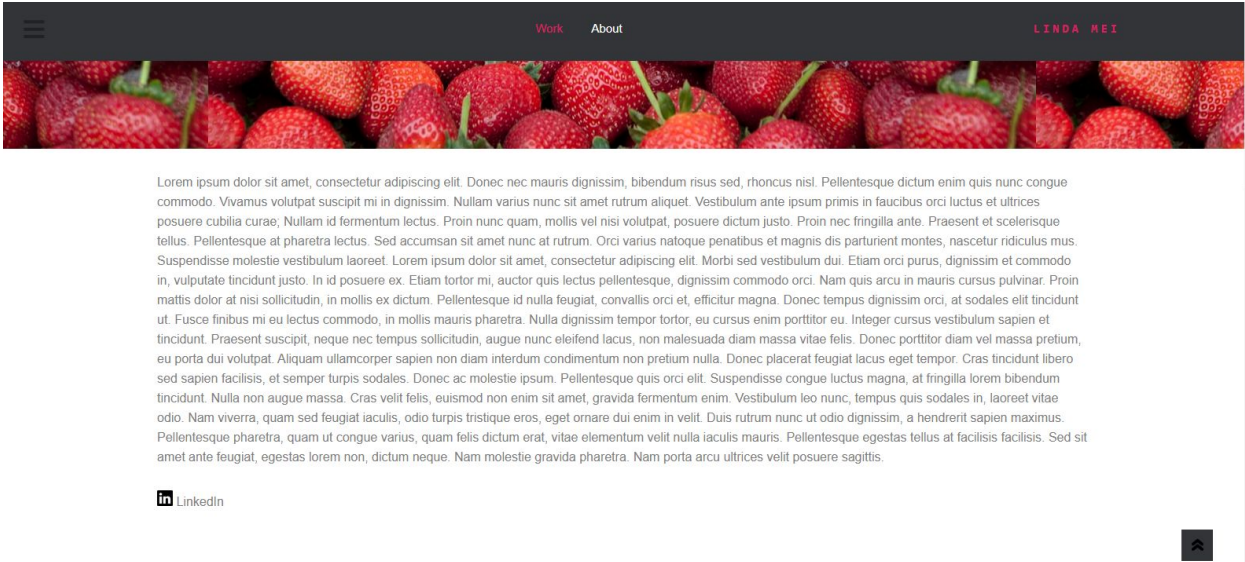 Work About LINDA MEI
Lorem ipsum dolor sit amet, consectetur adipiscing elit. Donec nec mauris dignissim, bibendum risus sed, rhoncus nisl. Pellentesque dictum enim quis nunc congue
commodo. Vivamus volutpat suscipit mi in dignissim. Nullam varius nunc sit amet rutrum aliquet. Vestibulum ante ipsum primis in faucibus orci luctus et ultrices
posuere cubilia curae; Nullam id fermentum lectus. Proin nunc quam, mollis vel nisi volutpat, posuere dictum justo. Proin nec fringilla ante. Praesent et scelerisque
tellus. Pellentesque at pharetra lectus. Sed accumsan sit amet nunc at rutrum. Orci varius natoque penatibus et magnis dis parturient montes, nascetur ridiculus mus.
Suspendisse molestie vestibulum laoreet. Lorem ipsum dolor sit amet, consectetur adipiscing elit. Morbi sed vestibulum dui. Etiam orci purus, dignissim et commodo
in, vulputate tincidunt justo. In id posuere ex. Etiam tortor mi, auctor quis lectus pellentesque, dignissim commodo orci. Nam quis arcu in mauris cursus pulvinar. Proin
mattis dolor at nisi sollicitudin, in mollis ex dictum. Pellentesque id nulla feugiat, convallis orci et, efficitur magna. Donec tempus dignissim orci, at sodales elit tincidunt
ut. Fusce finibus mi eu lectus commodo, in mollis mauris pharetra. Nulla dignissim tempor tortor, eu cursus enim porttitor eu. Integer cursus vestibulum sapien et
tincidunt. Praesent suscipit, neque nec tempus sollicitudin, augue nunc eleifend lacus, non malesuada diam massa vitae felis. Donec porttitor diam vel massa pretium,
eu porta dui volutpat. Aliquam ullamcorper sapien non diam interdum condimentum non pretium nulla. Donec placerat feugiat lacus eget tempor. Cras tincidunt libero
sed sapien facilisis, et semper turpis sodales. Donec ac molestie ipsum. Pellentesque quis orci elit. Suspendisse congue luctus magna, at fringilla lorem bibendum
tincidunt. Nulla non augue massa. Cras velit felis, euismod non enim sit amet, gravida fermentum enim. Vestibulum leo nunc, tempus quis sodales in, laoreet vitae
odio. Nam viverra, quam sed feugiat iaculis, odio turpis tristique eros, eget ornare dui enim in velit. Duis rutrum nunc ut odio dignissim, a hendrerit sapien maximus.
Pellentesque pharetra, quam ut congue varius, quam felis dictum erat, vitae elementum velit nulla iaculis mauris. Pellentesque egestas tellus at facilisis facilisis. Sed sit
amet ante feugiat, egestas lorem non, dictum neque. Nam molestie gravida pharetra. Nam porta arcu ultrices velit posuere sagittis.
in LinkedIn